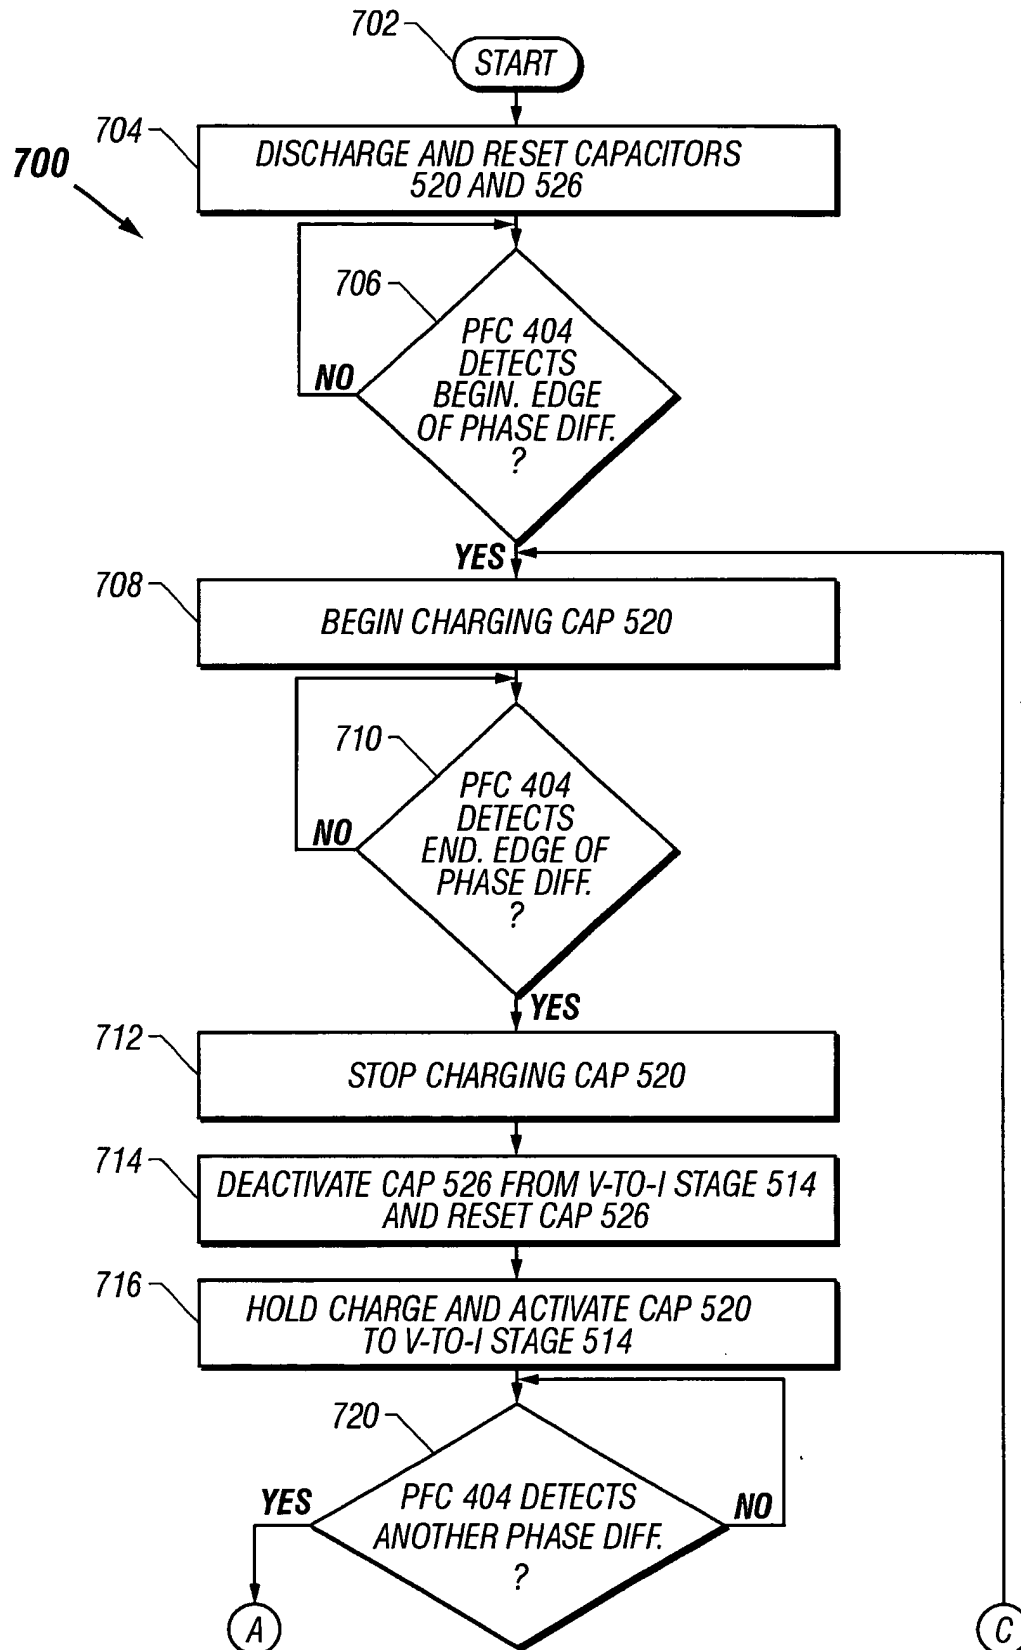 702
START
704
700
DISCHARGE AND RESET CAPACITORS
520 AND 526
706
PFC 404
DETECTS
BEGIN. EDGE
OF PHASE DIFF.
?
NO
YES
708
BEGIN CHARGING CAP 520
710
PFC 404
DETECTS
END. EDGE OF
PHASE DIFF.
?
NO
YES
712
STOP CHARGING CAP 520
714
DEACTIVATE CAP 526 FROM V-TO-I STAGE 514
AND RESET CAP 526
716
HOLD CHARGE AND ACTIVATE CAP 520
TO V-TO-I STAGE 514
720
YES
PFC 404 DETECTS
ANOTHER PHASE DIFF.
?
NO
A
C